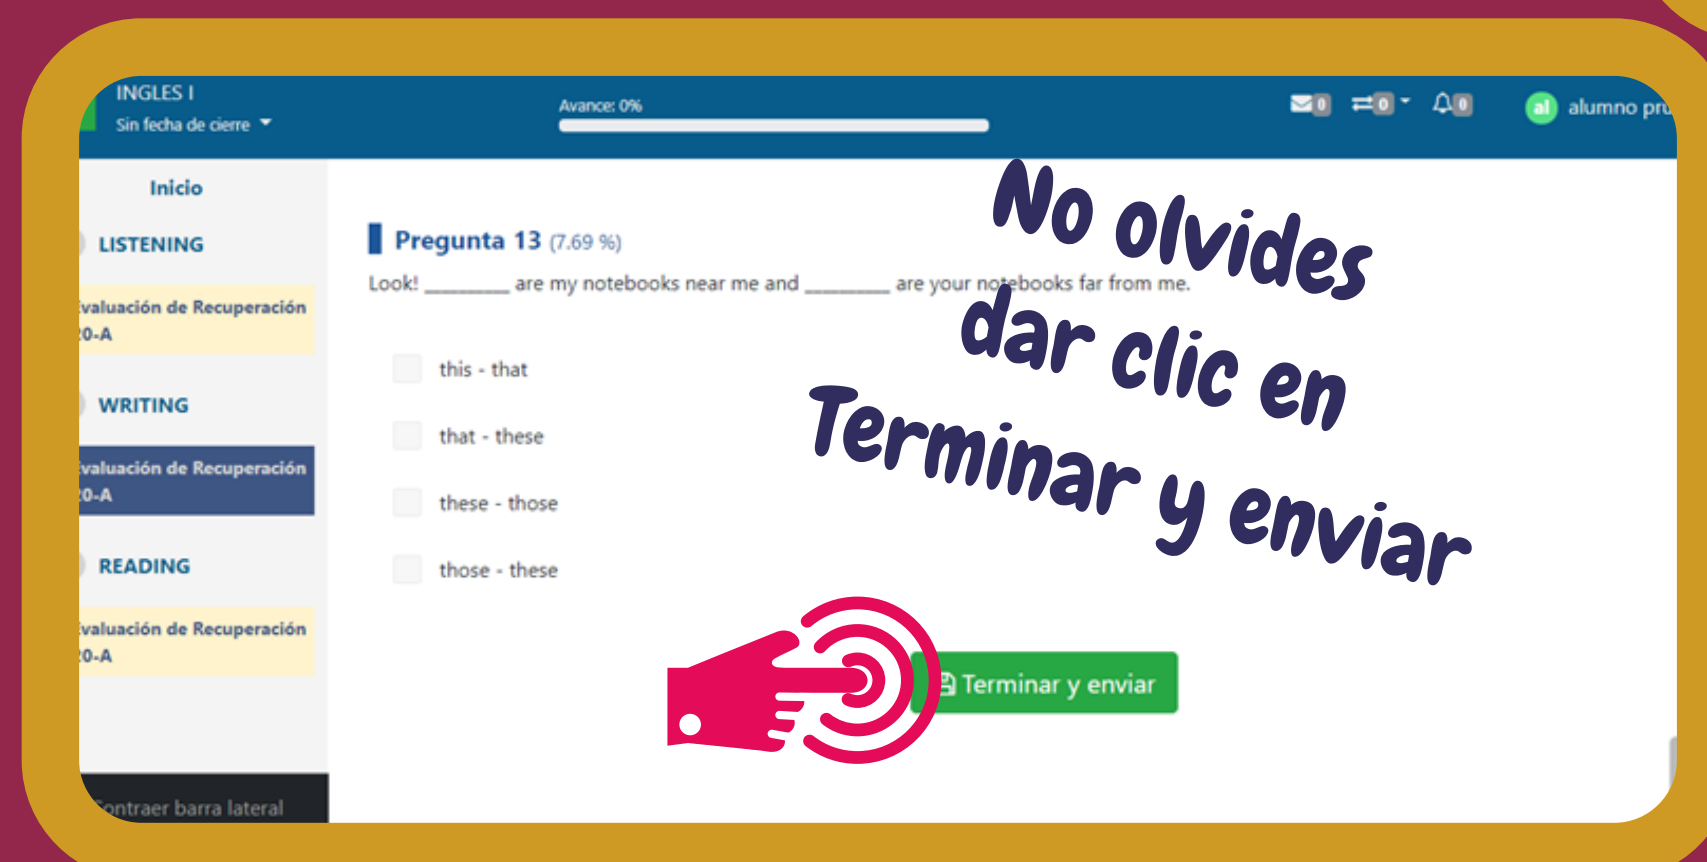 INGLES I
Sin fecha de cierre
Avance: 0%
0
0
0
al alumno pru
Inicio
LISTENING
valuación de Recuperación
0-A
WRITING
valuación de Recuperación
0-A
READING
valuación de Recuperación
0-A
Contraer barra lateral
Pregunta 13 (7.69 %)
Look! _________ are my notebooks near me and _________ are your notebooks far from me.
this - that
that - these
these - those
those - these
No olvides
dar clic en
Terminar y enviar
Terminar y enviar